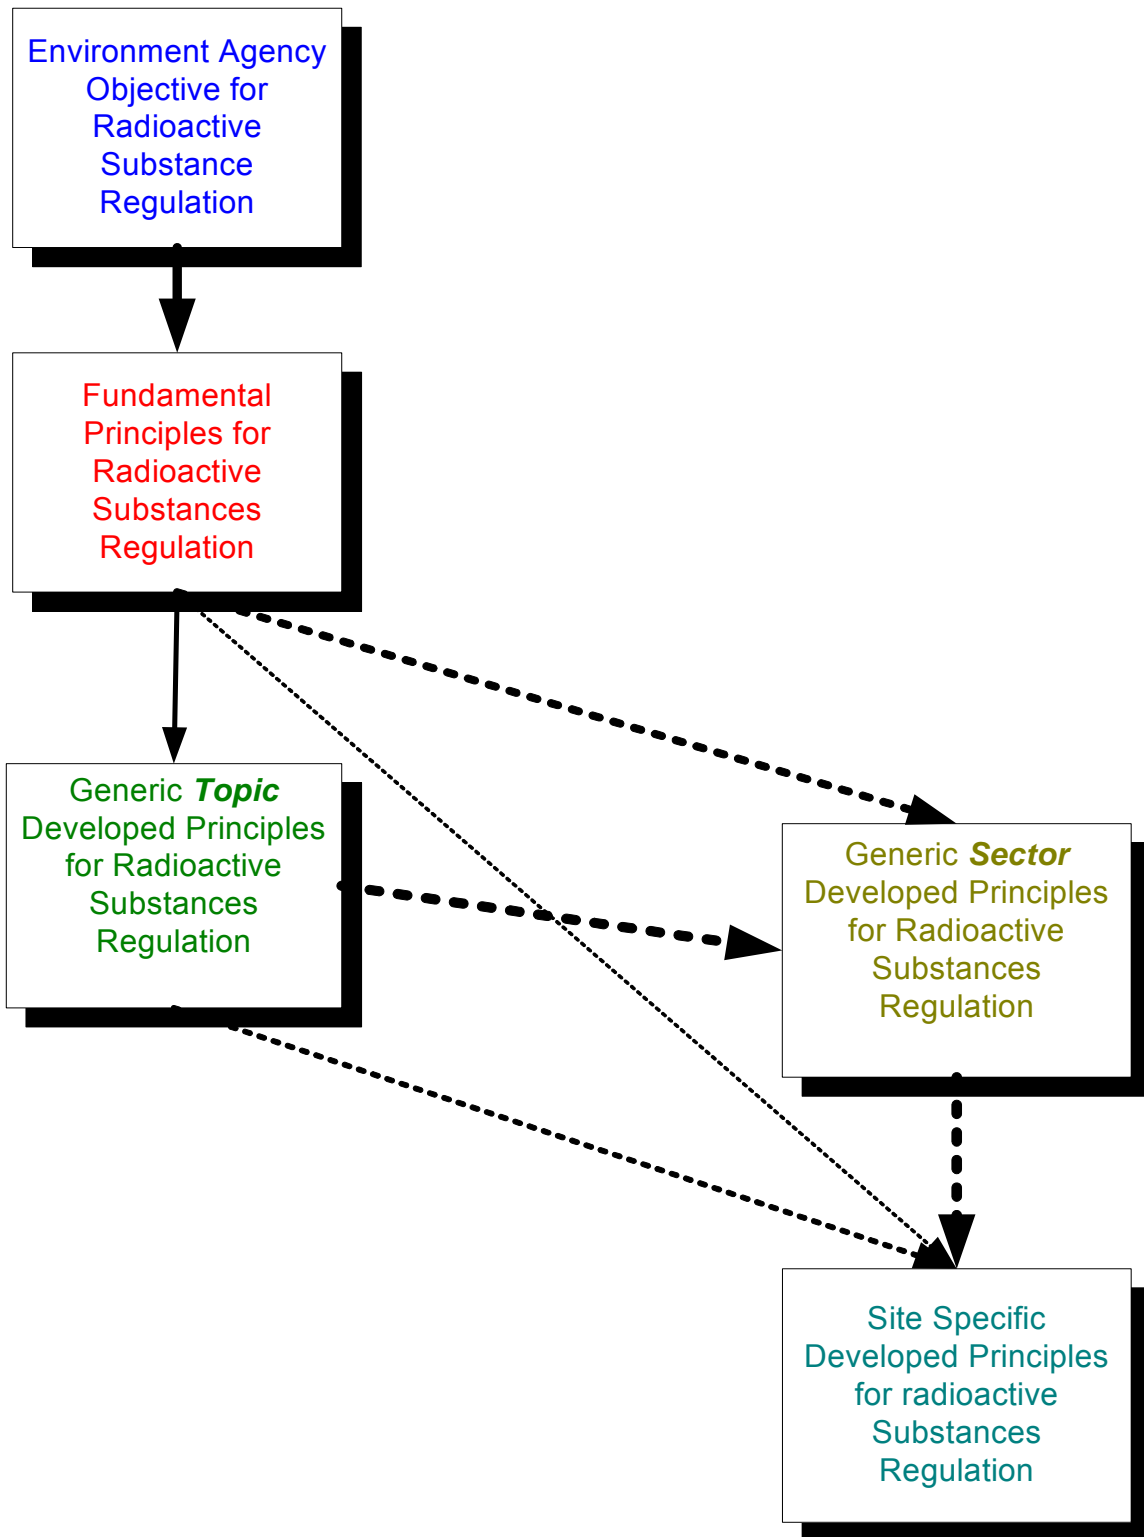 Environment Agency
Objective for
Radioactive
Substance
Regulation
Fundamental
Principles for
Radioactive
Substances
Regulation
Generic Topic
Developed Principles
for Radioactive
Substances
Regulation
Generic Sector
Developed Principles
for Radioactive
Substances
Regulation
Site Specific
Developed Principles
for radioactive
Substances
Regulation